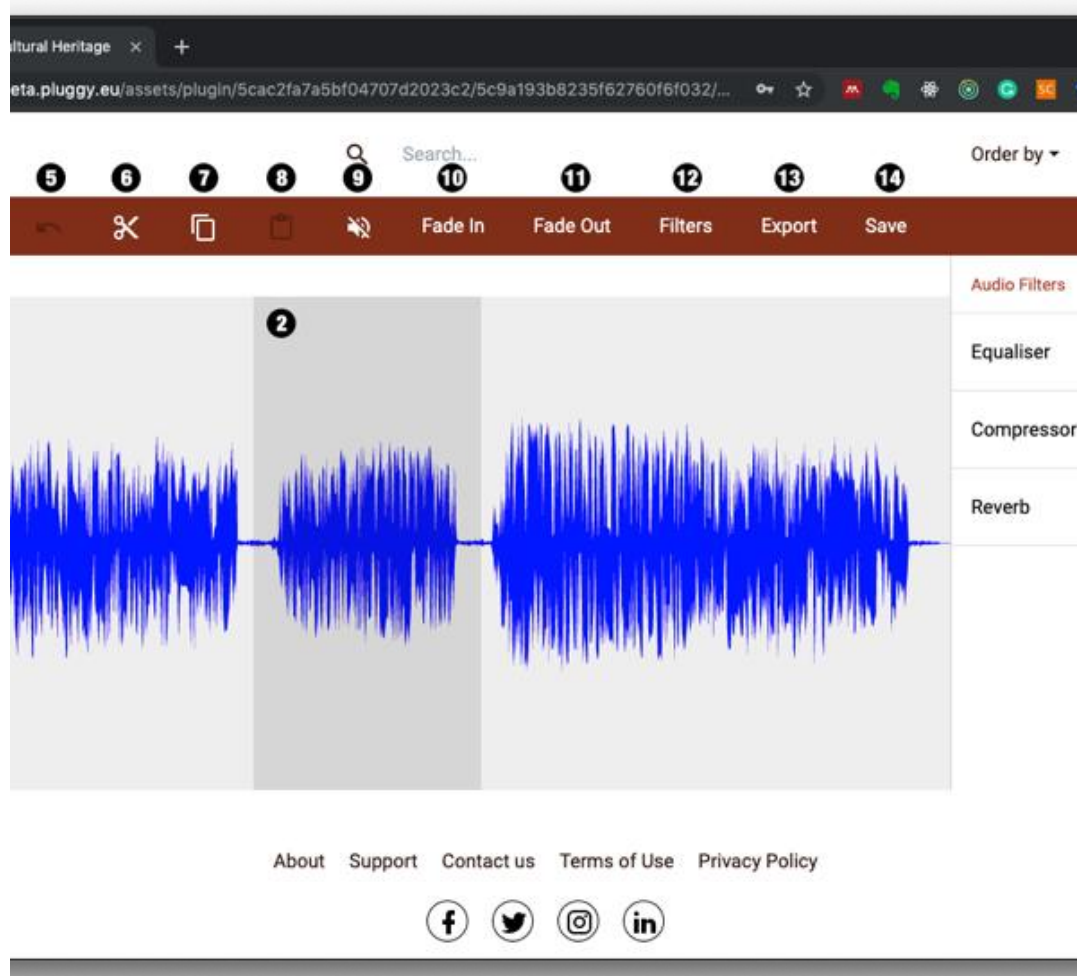 ltural Heritage × +
eta.pluggy.eu/assets/plugin/5cac2fa7a5bf04707d2023c2/5c9a193b8235f62760f6f032/...
Search... Order by
5 6 7 8 9 10 11 12 13 14
Fade In Fade Out Filters Export Save
Audio Filters
2
Equaliser
Compressor
Reverb
About Support Contact us Terms of Use Privacy Policy